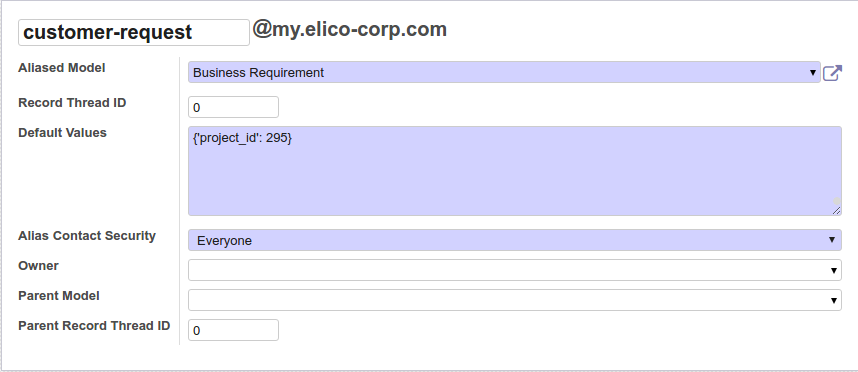 customer-request @my.elico-corp.com
Aliased Model Business Requirement
Record Thread ID 0
Default Values {'project_id': 295}
Alias Contact Security Everyone
Owner
Parent Model
Parent Record Thread ID 0